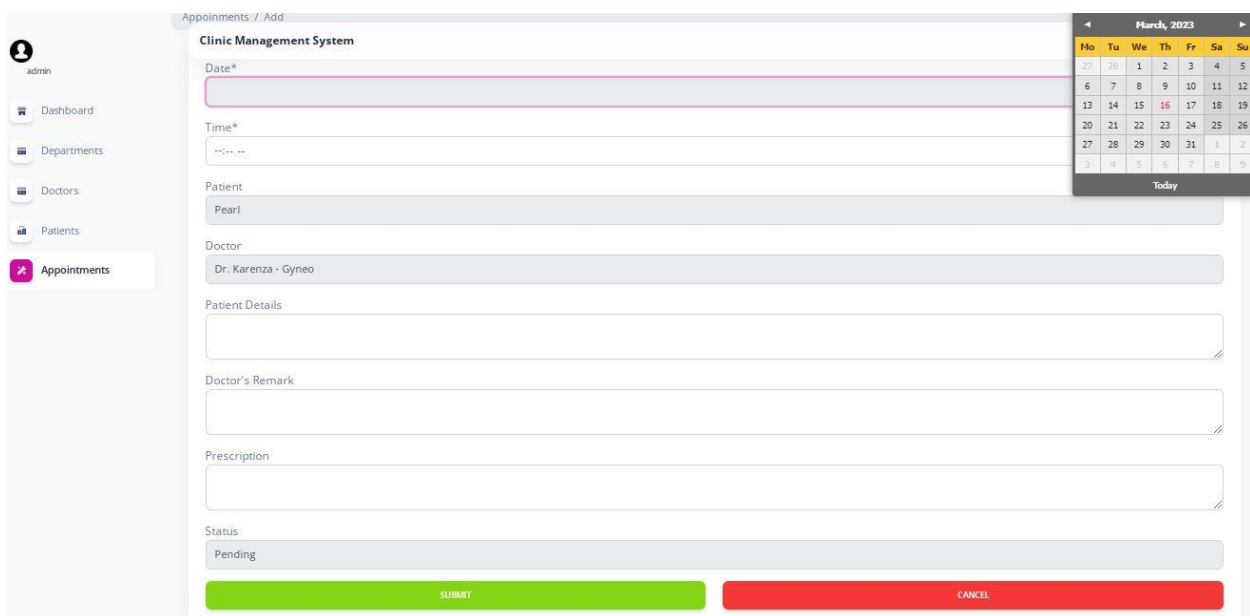 Appoinments / Add
Clinic Management System
admin
Dashboard
Departments
Doctors
Patients
Appointments
Date*
Time*
--:-- --
Patient
Pearl
Doctor
Dr. Karenza - Gyneo
Patient Details
Doctor's Remark
Prescription
Status
Pending
SUBMIT CANCEL
March, 2023
Mo Tu We Th Fr Sa Su
27 28 1 2 3 4 5
6 7 8 9 10 11 12
13 14 15 16 17 18 19
20 21 22 23 24 25 26
27 28 29 30 31 1 2
3 4 5 6 7 8 9
Today